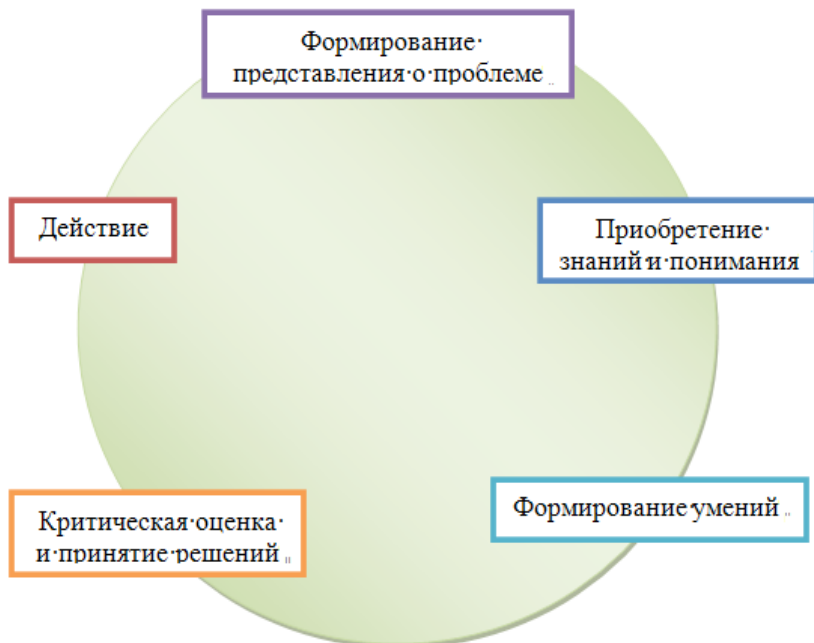 Формирование·
представления·о·проблеме
Действие
Приобретение·
знаний·и·понимания
Критическая·оценка·
и·принятие·решений
Формирование·умений